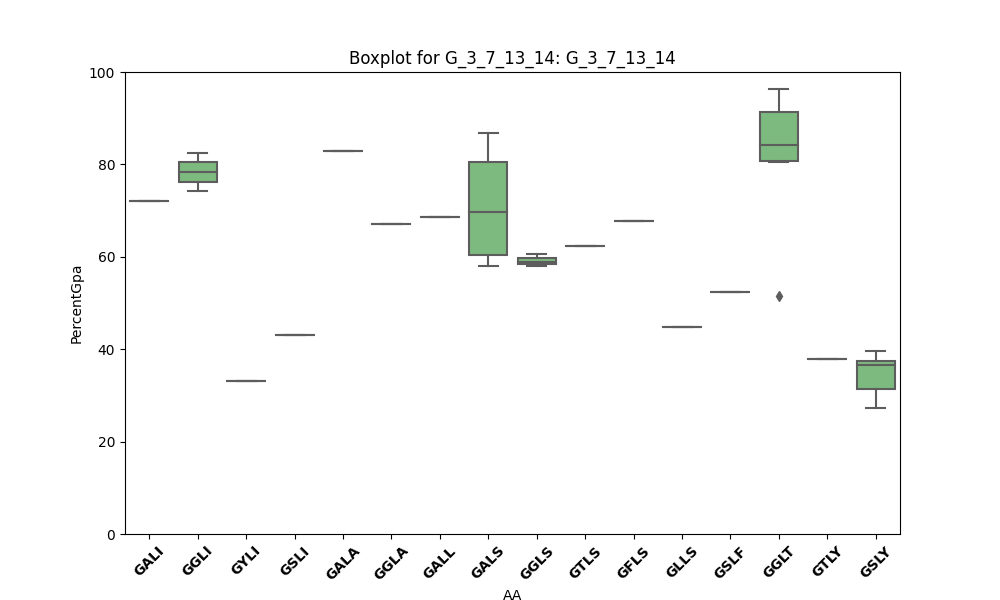 Boxplot for G_3_7_13_14: G_3_7_13_14
PercentGpa
100
80
60
40
20
0
GALI GGLI GYLI GSLI GALA GGLA GALL GALS GGLS GTLS GFLS GLLS GSLF GGLT GTLY GSLY
AA